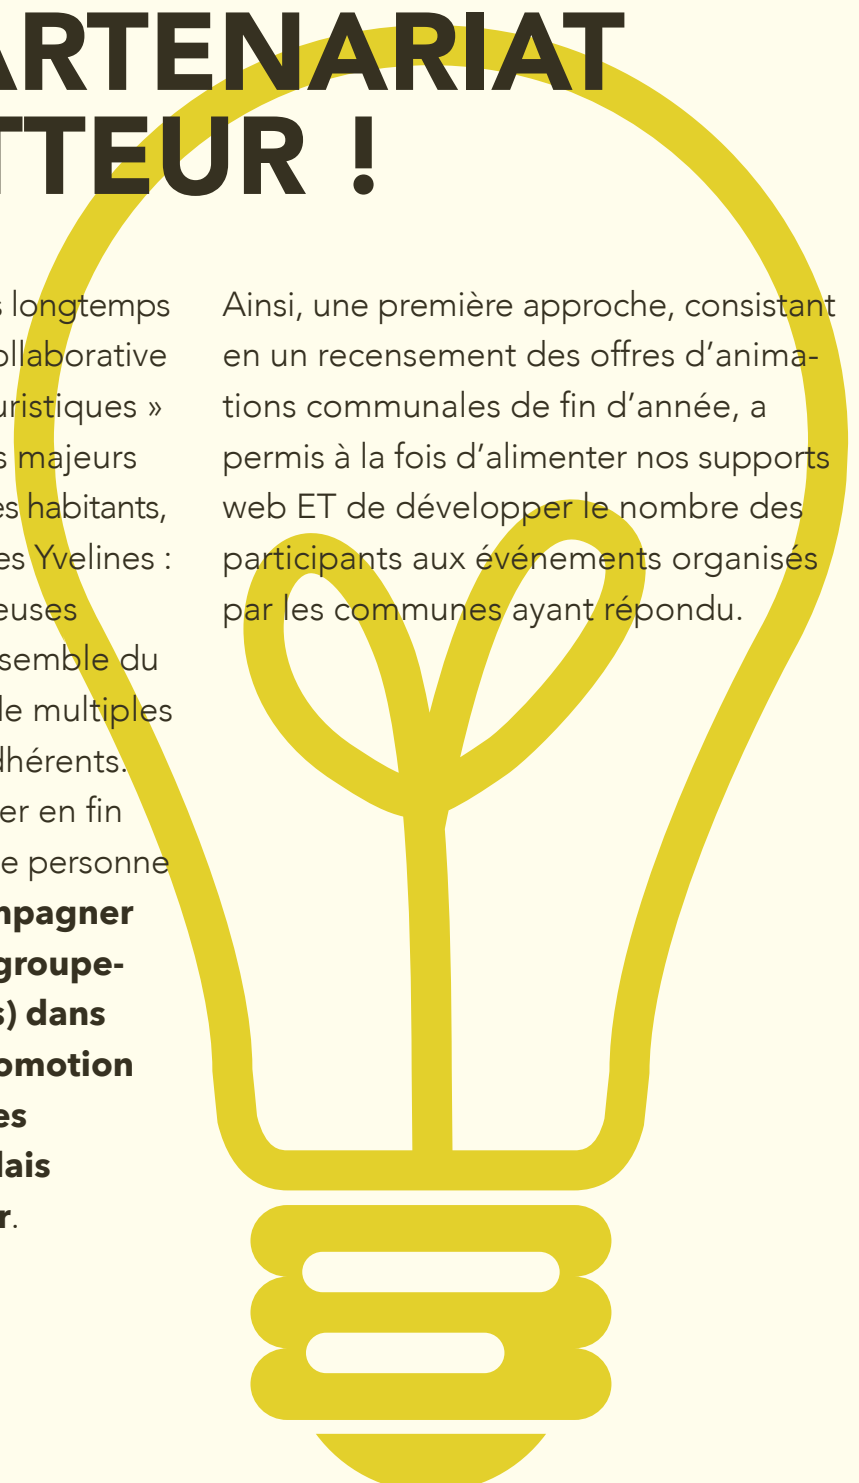 ARTENARIAT
TTEUR !
s longtemps
ollaborative
uristiques »
s majeurs
es habitants,
es Yvelines :
euses
semble du
de multiples
dhérents.
er en fin
e personne
mpagner
groupe-
s) dans
omotion
es
lais
r.
Ainsi, une première approche, consistant
en un recensement des offres d’anima-
tions communales de fin d’année, a
permis à la fois d’alimenter nos supports
web ET de développer le nombre des
participants aux événements organisés
par les communes ayant répondu.